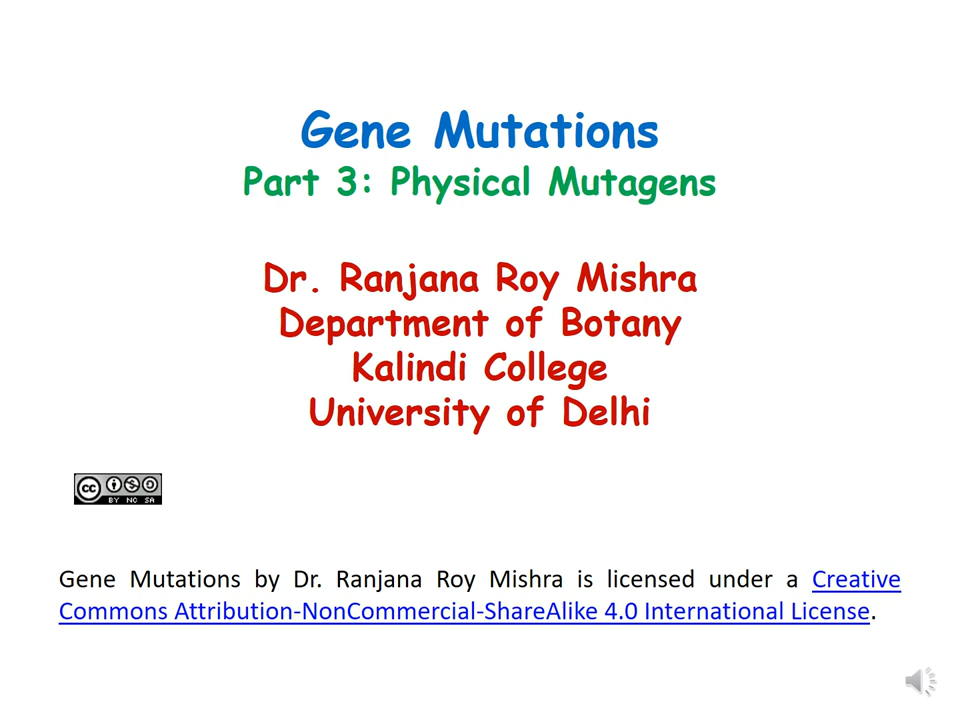 Gene Mutations
Part 3: Physical Mutagens
Dr. Ranjana Roy Mishra
Department of Botany
Kalindi College
University of Delhi
cc
BY NC SA
Gene Mutations by Dr. Ranjana Roy Mishra is licensed under a Creative
Commons Attribution-NonCommercial-ShareAlike 4.0 International License.